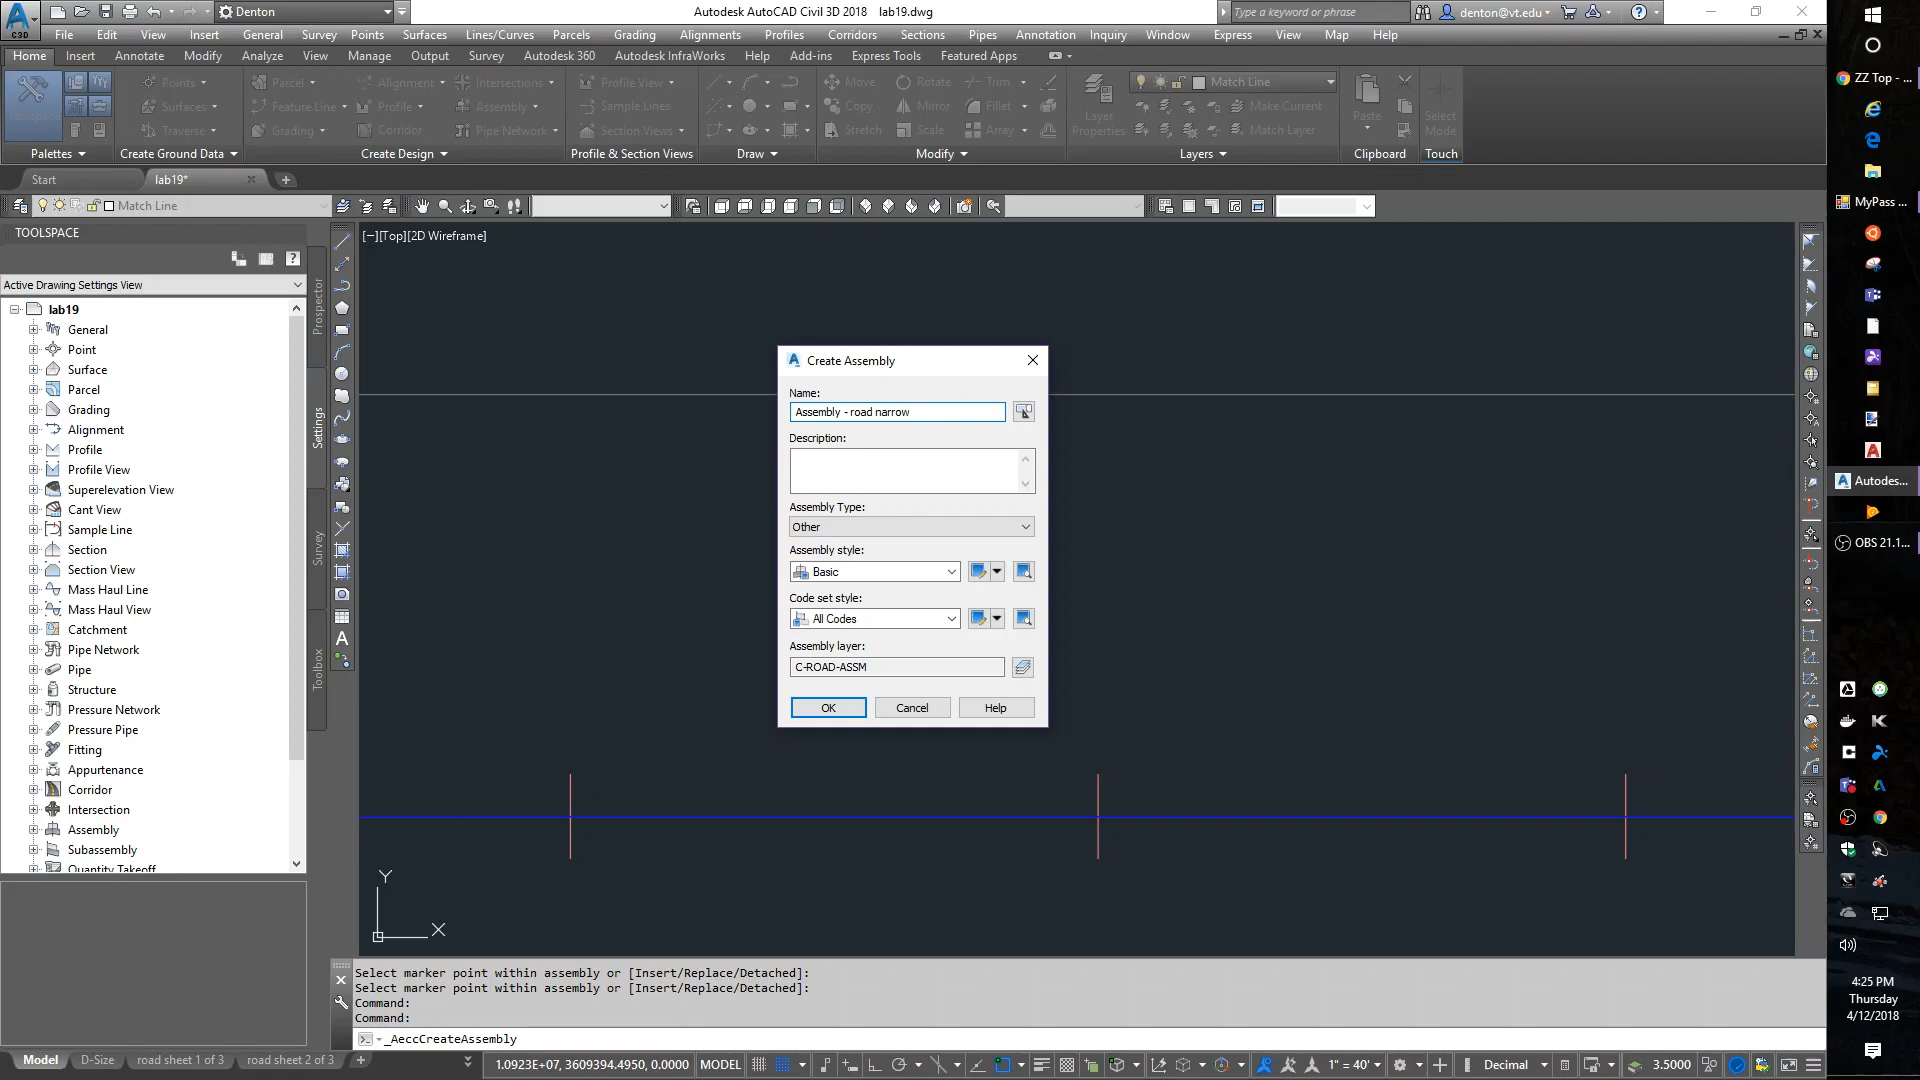 C3D
Denton
Autodesk AutoCAD Civil 3D 2018 lab19.dwg
Type a keyword or phrase
denton@vt.edu
File Edit View Insert General Survey Points Surfaces Lines/Curves Parcels Grading Alignments Profiles Corridors Sections Pipes Annotation Inquiry Window Express View Map Help
Home Insert Annotate Modify Analyze View Manage Output Survey Autodesk 360 Autodesk InfraWorks Help Add-ins Express Tools Featured Apps
Toolspace
Points
Surfaces
Traverse
Parcel
Feature Line
Grading
Alignment
Profile
Corridor
Intersections
Assembly
Pipe Network
Profile View
Sample Lines
Section Views
Move
Copy
Stretch
Rotate
Mirror
Scale
Trim
Fillet
Array
Layer
Properties
Match Line
Make Current
Match Layer
Paste
Select
Mode
Palettes Create Ground Data Create Design Profile & Section Views Draw Modify Layers Clipboard Touch
Start lab19*
Match Line
TOOLSPACE
Active Drawing Settings View
lab19
General
Point
Surface
Parcel
Grading
Alignment
Profile
Profile View
Superelevation View
Cant View
Sample Line
Section
Section View
Mass Haul Line
Mass Haul View
Catchment
Pipe Network
Pipe
Structure
Pressure Network
Pressure Pipe
Fitting
Appurtenance
Corridor
Intersection
Assembly
Subassembly
Quantity Takeoff
Prospector
Settings
Survey
Toolbox
[−][Top][2D Wireframe]
Create Assembly
Name:
Assembly - road narrow
Description:
Assembly Type:
Other
Assembly style:
Basic
Code set style:
All Codes
Assembly layer:
C-ROAD-ASSM
OK Cancel Help
Y
X
Select marker point within assembly or [Insert/Replace/Detached]:
Select marker point within assembly or [Insert/Replace/Detached]:
Command:
Command:
_AeccCreateAssembly
Model D-Size road sheet 1 of 3 road sheet 2 of 3
1.0923E+07, 3609394.4950, 0.0000 MODEL
1" = 40'
Decimal
3.5000
ZZ Top - ...
MyPass ...
Autodes...
OBS 21.1...
4:25 PM
Thursday
4/12/2018